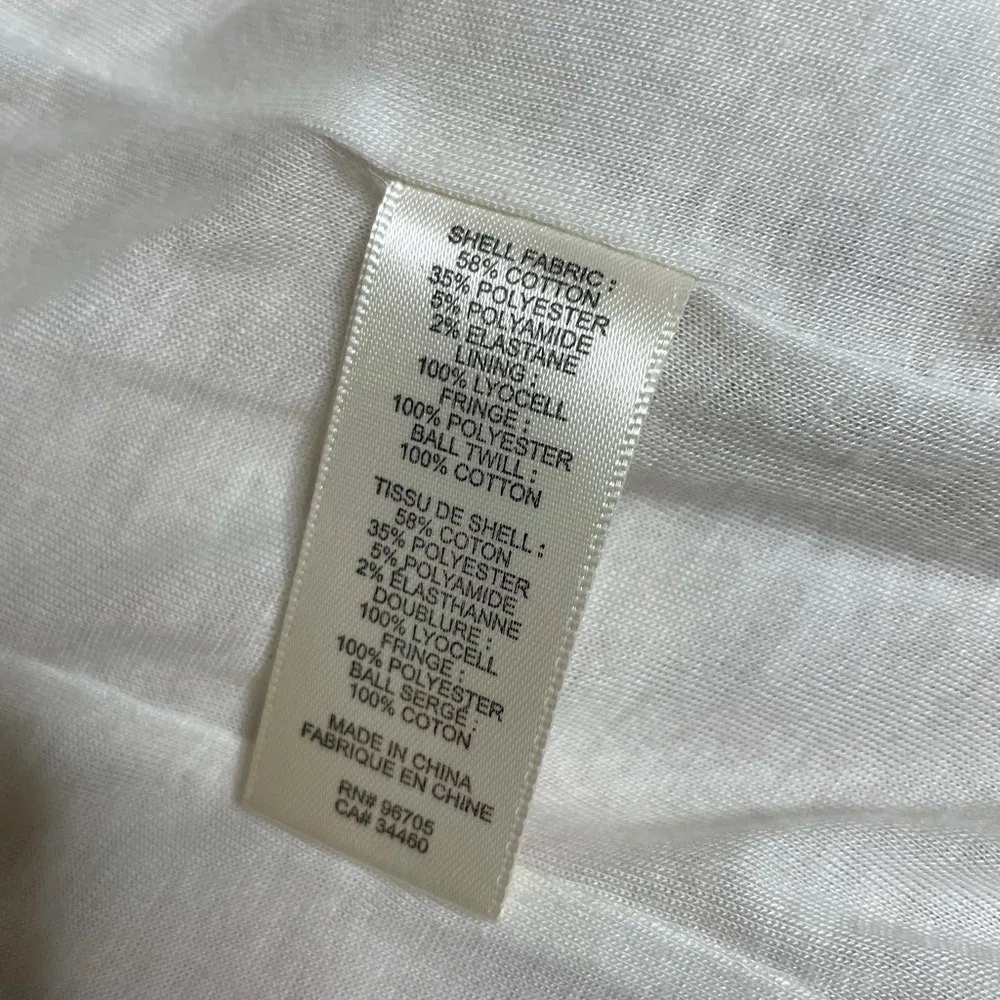 SHELL FABRIC :
58% COTTON
35% POLYESTER
5% POLYAMIDE
2% ELASTANE
LINING :
100% LYOCELL
FRINGE :
100% POLYESTER
BALL TWILL :
100% COTTON
TISSU DE SHELL :
58% COTON
35% POLYESTER
5% POLYAMIDE
2% ELASTHANNE
DOUBLURE :
100% LYOCELL
FRINGE :
100% POLYESTER
BALL SERGE :
100% COTON
MADE IN CHINA
FABRIQUE EN CHINE
RN# 96705
CA# 34460